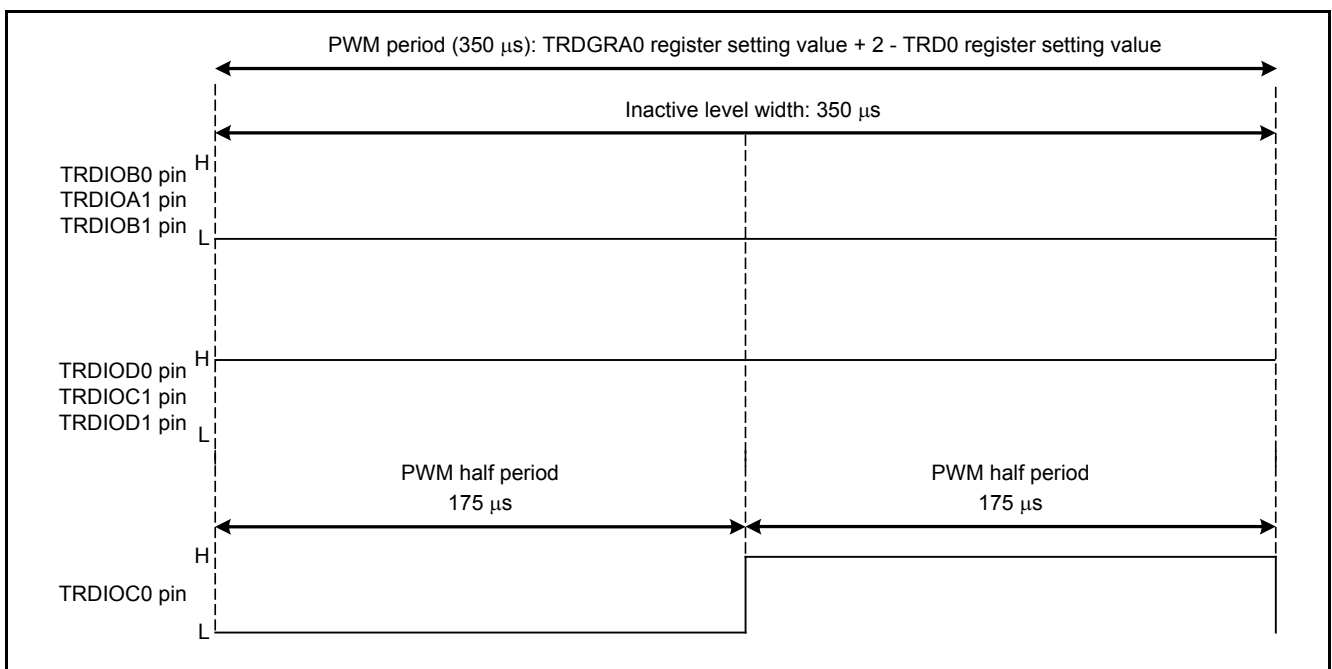 PWM period (350 μs): TRDGRA0 register setting value + 2 - TRD0 register setting value
Inactive level width: 350 μs
H
TRDIOB0 pin
TRDIOA1 pin
TRDIOB1 pin
L
H
TRDIOD0 pin
TRDIOC1 pin
TRDIOD1 pin
L
PWM half period
175 μs
PWM half period
175 μs
H
TRDIOC0 pin
L